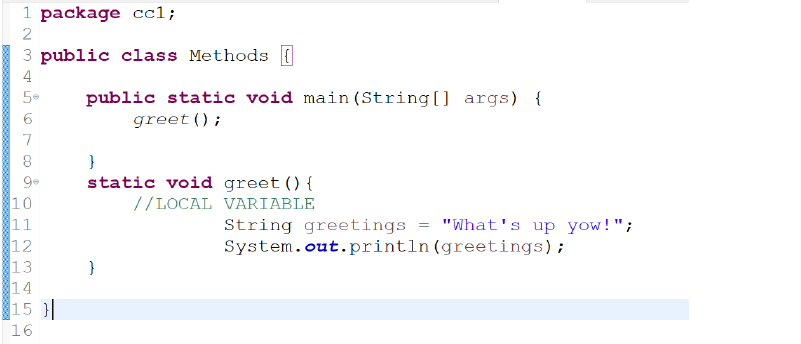 1 package cc1;
2
3 public class Methods {
4
5 public static void main(String[] args) {
6 greet();
7
8 }
9 static void greet(){
10 //LOCAL VARIABLE
11 String greetings = "What's up yow!";
12 System.out.println(greetings);
13 }
14
15 }
16